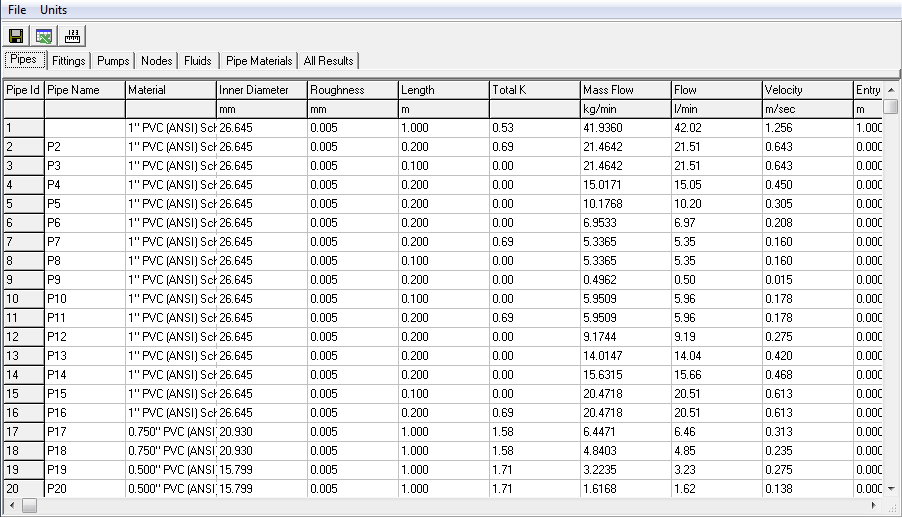 File Units
123
Pipes Fittings Pumps Nodes Fluids Pipe Materials All Results
Pipe Id Pipe Name Material Inner Diameter Roughness Length Total K Mass Flow Flow Velocity Entry
mm mm m kg/min l/min m/sec m
1 1" PVC (ANSI) Sch 26.645 0.005 1.000 0.53 41.9360 42.02 1.256 1.000
2 P2 1" PVC (ANSI) Sch 26.645 0.005 0.200 0.69 21.4642 21.51 0.643 0.000
3 P3 1" PVC (ANSI) Sch 26.645 0.005 0.100 0.00 21.4642 21.51 0.643 0.000
4 P4 1" PVC (ANSI) Sch 26.645 0.005 0.200 0.00 15.0171 15.05 0.450 0.000
5 P5 1" PVC (ANSI) Sch 26.645 0.005 0.200 0.00 10.1768 10.20 0.305 0.000
6 P6 1" PVC (ANSI) Sch 26.645 0.005 0.200 0.00 6.9533 6.97 0.208 0.000
7 P7 1" PVC (ANSI) Sch 26.645 0.005 0.200 0.69 5.3365 5.35 0.160 0.000
8 P8 1" PVC (ANSI) Sch 26.645 0.005 0.100 0.00 5.3365 5.35 0.160 0.000
9 P9 1" PVC (ANSI) Sch 26.645 0.005 0.200 0.00 0.4962 0.50 0.015 0.000
10 P10 1" PVC (ANSI) Sch 26.645 0.005 0.100 0.00 5.9509 5.96 0.178 0.000
11 P11 1" PVC (ANSI) Sch 26.645 0.005 0.200 0.69 5.9509 5.96 0.178 0.000
12 P12 1" PVC (ANSI) Sch 26.645 0.005 0.200 0.00 9.1744 9.19 0.275 0.000
13 P13 1" PVC (ANSI) Sch 26.645 0.005 0.200 0.00 14.0147 14.04 0.420 0.000
14 P14 1" PVC (ANSI) Sch 26.645 0.005 0.200 0.00 15.6315 15.66 0.468 0.000
15 P15 1" PVC (ANSI) Sch 26.645 0.005 0.100 0.00 20.4718 20.51 0.613 0.000
16 P16 1" PVC (ANSI) Sch 26.645 0.005 0.200 0.69 20.4718 20.51 0.613 0.000
17 P17 0.750" PVC (ANSI 20.930 0.005 1.000 1.58 6.4471 6.46 0.313 0.000
18 P18 0.750" PVC (ANSI 20.930 0.005 1.000 1.58 4.8403 4.85 0.235 0.000
19 P19 0.500" PVC (ANSI 15.799 0.005 1.000 1.71 3.2235 3.23 0.275 0.000
20 P20 0.500" PVC (ANSI 15.799 0.005 1.000 1.71 1.6168 1.62 0.138 0.000